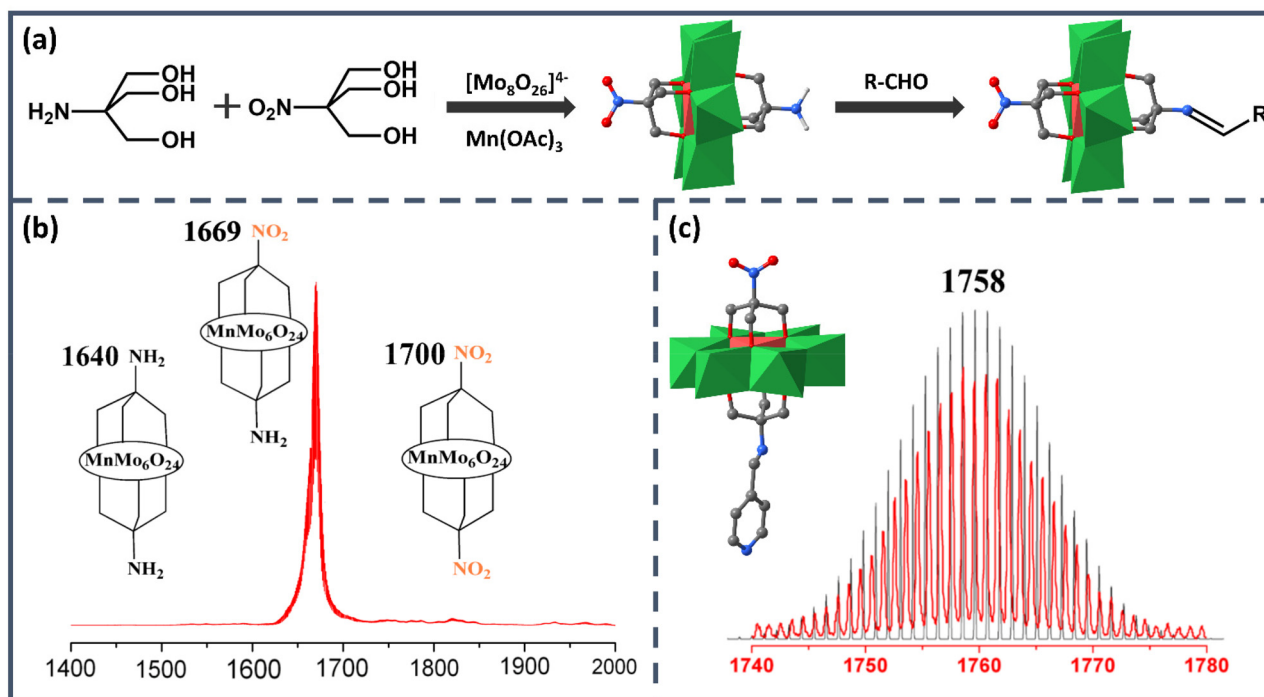 (a)
OH
OH
H₂N
OH
+
OH
OH
O₂N
OH
[Mo₈O₂₆]⁴⁻
Mn(OAc)₃
R-CHO
R
(b)
1669
NO₂
MnMo₆O₂₄
NH₂
1640
NH₂
MnMo₆O₂₄
NH₂
1700
NO₂
MnMo₆O₂₄
NO₂
1400 1500 1600 1700 1800 1900 2000
(c)
1758
1740 1750 1760 1770 1780